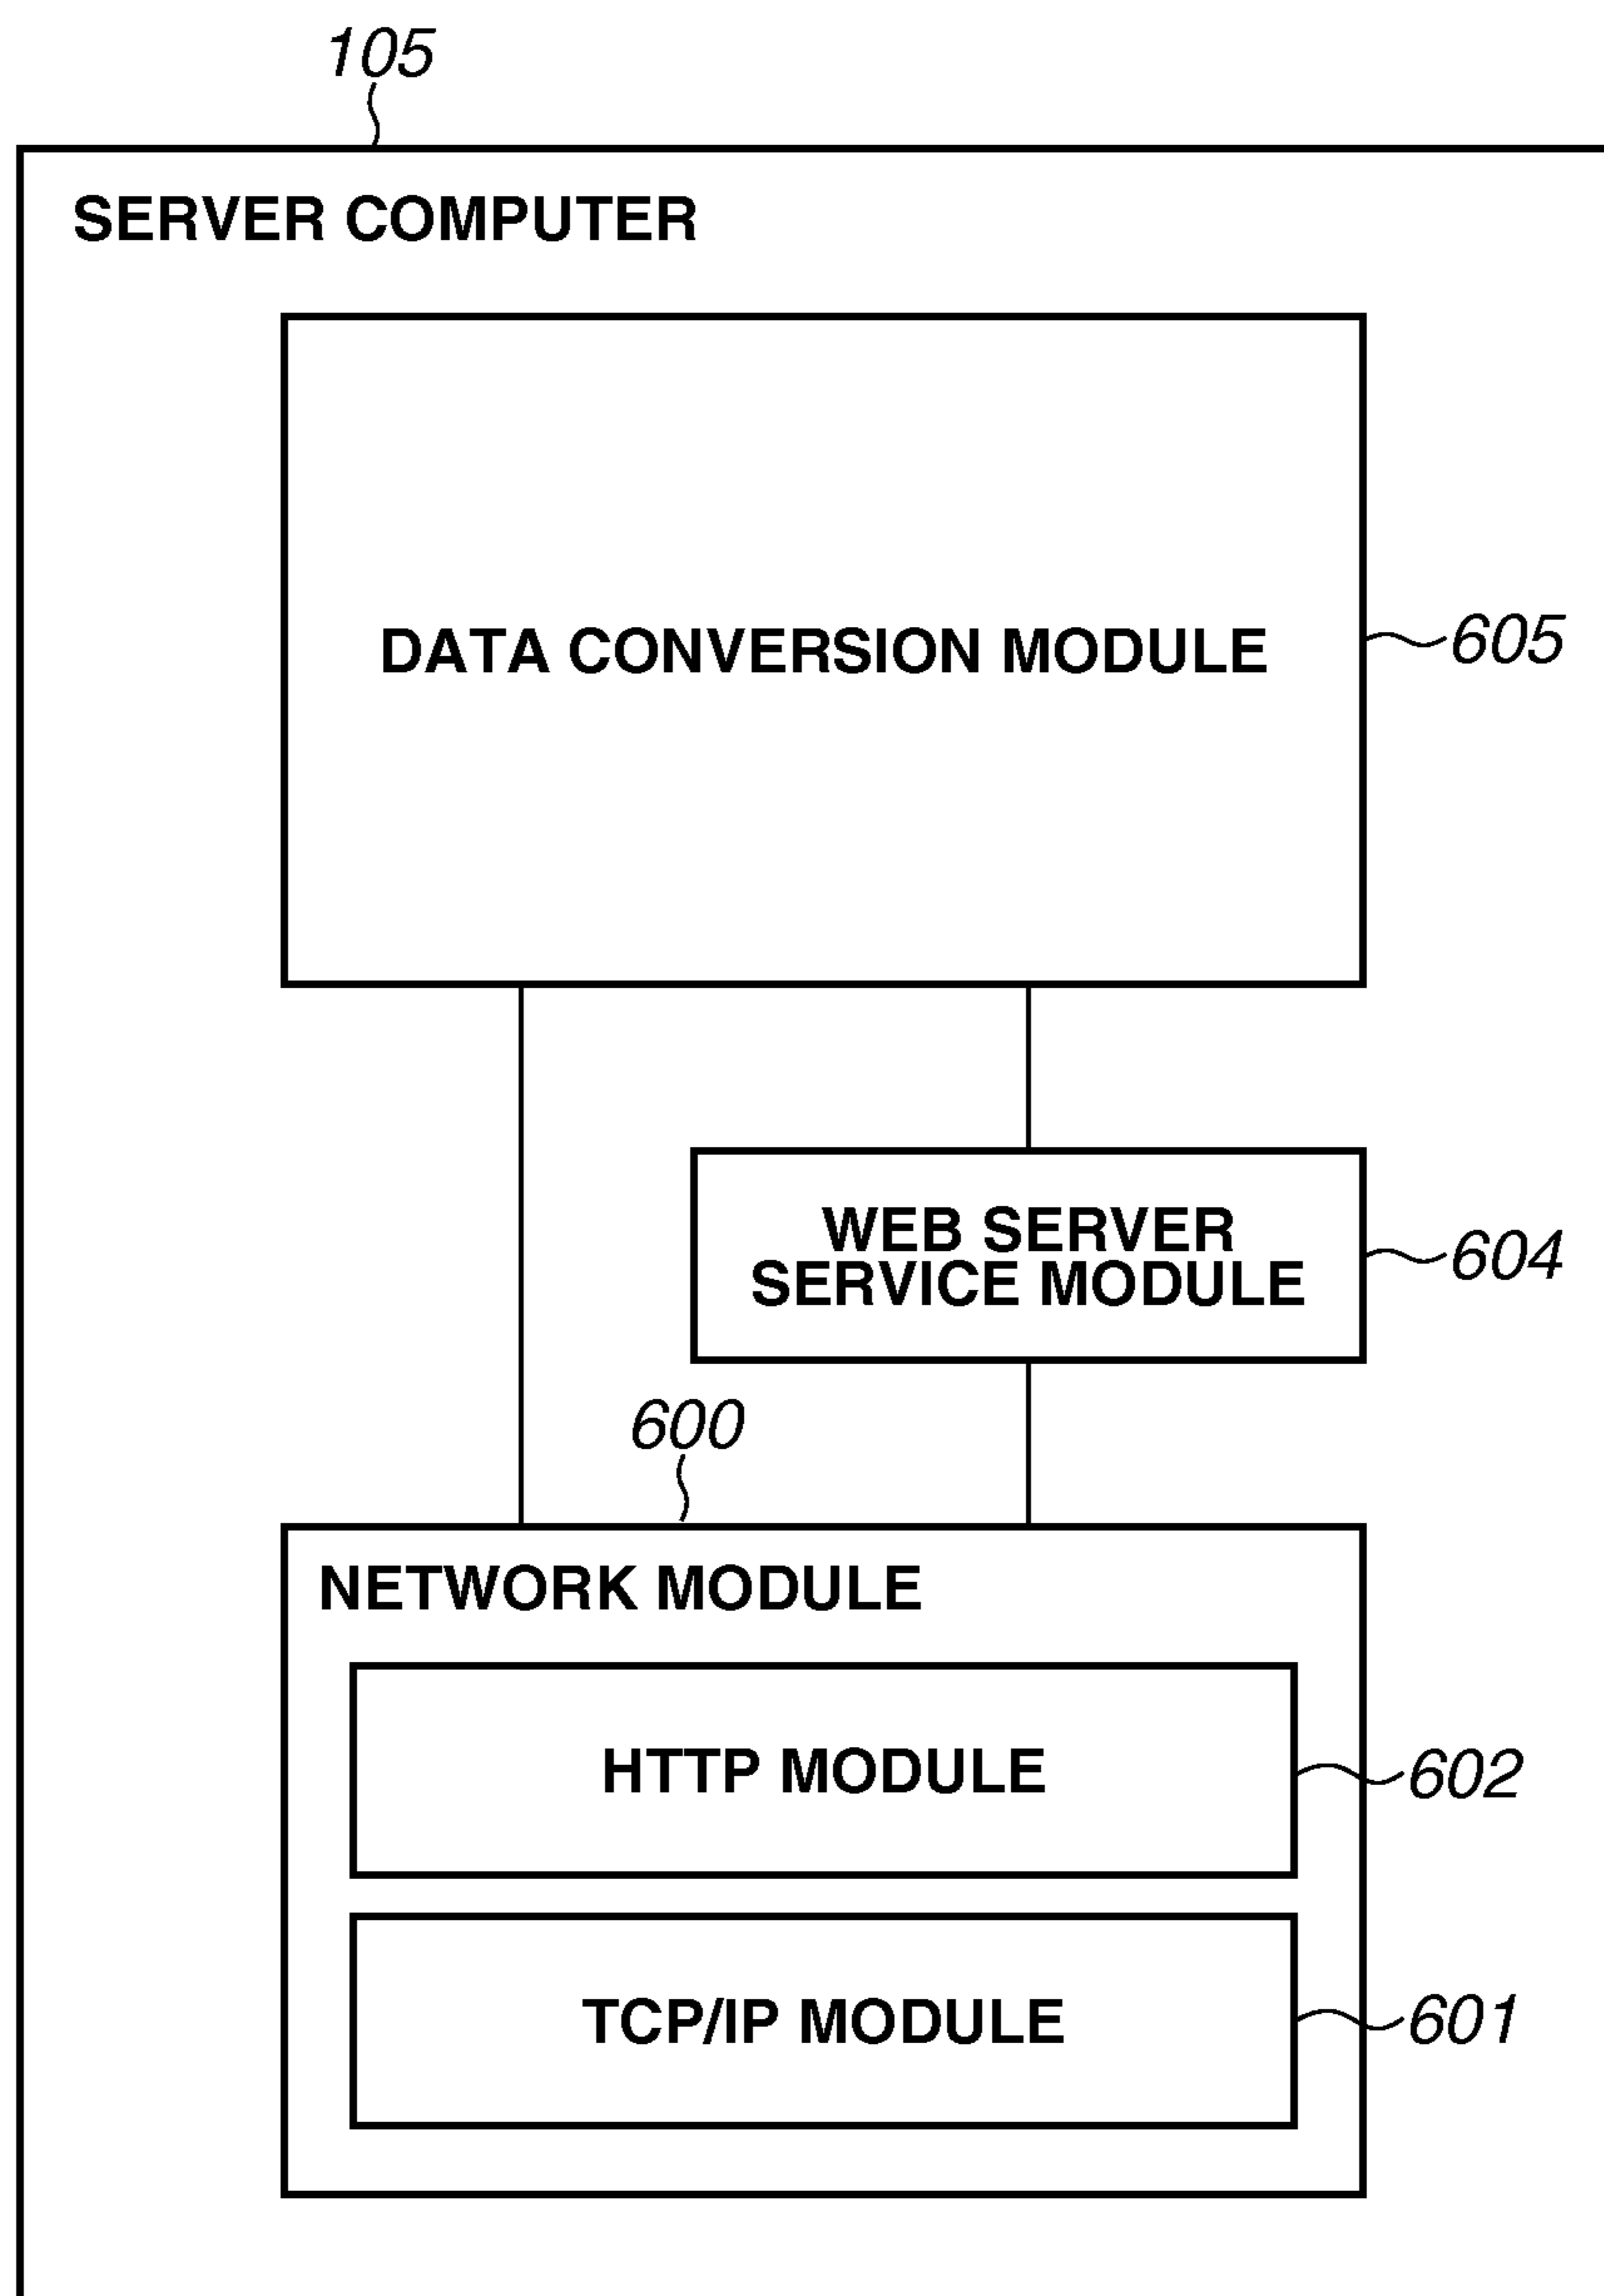 105
SERVER COMPUTER
DATA CONVERSION MODULE
605
WEB SERVER
SERVICE MODULE
604
600
NETWORK MODULE
HTTP MODULE
602
TCP/IP MODULE
601